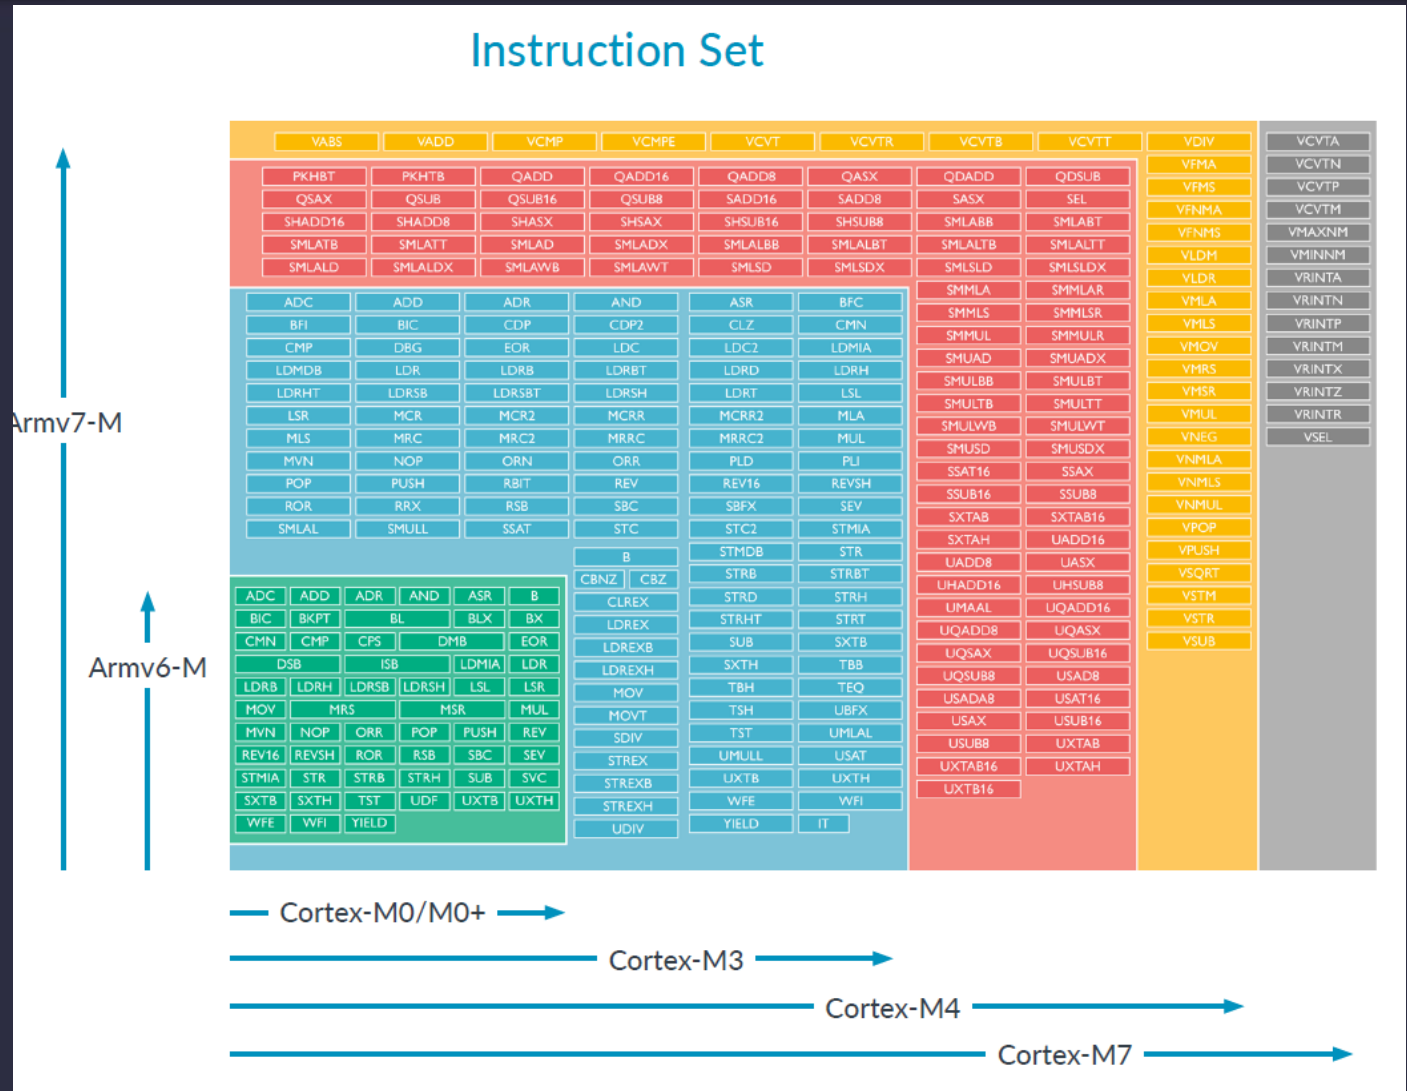 Instruction Set
VABS VADD VCMP VCMPE VCVT VCVTR VCVTB VCVTT VDIV VCVTA
VFMA VCVTN
PKHBT PKHTB QADD QADD16 QADD8 QASX QDADD QDSUB
VFMS VCVTP
QSAX QSUB QSUB16 QSUB8 SADD16 SADD8 SASX SEL
VFNMA VCVTM
SHADD16 SHADD8 SHASX SHSAX SHSUB16 SHSUB8 SMLABB SMLABT
VFNMS VMAXNM
SMLATB SMLATT SMLAD SMLADX SMLALBB SMLALBT SMLALTB SMLALTT
VLDM VMINNM
SMLALD SMLALDX SMLAWB SMLAWT SMLSD SMLSDX SMLSLD SMLSLDX
VLDR VRINTA
SMMLA SMMLAR
ADC ADD ADR AND ASR BFC
VMLA VRINTN
SMMLS SMMLSR
BFI BIC CDP CDP2 CLZ CMN
VMLS VRINTP
SMMUL SMMULR
CMP DBG EOR LDC LDC2 LDMIA
VMOV VRINTM
SMUAD SMUADX
LDMDB LDR LDRB LDRBT LDRD LDRH
VMRS VRINTX
SMULBB SMULBT
LDRHT LDRSB LDRSBT LDRSH LDRT LSL
VMSR VRINTZ
SMULTB SMULTT
LSR MCR MCR2 MCRR MCRR2 MLA
VMUL VRINTR
SMULWB SMULWT
Armv7-M
MLS MRC MRC2 MRRC MRRC2 MUL
VNEG VSEL
SMUSD SMUSDX
MVN NOP ORN ORR PLD PLI
VNMLA
SSAT16 SSAX
POP PUSH RBIT REV REV16 REVSH
VNMLS
SSUB16 SSUB8
ROR RRX RSB SBC SBFX SEV
VNMUL
SXTAB SXTAB16
SMLAL SMULL SSAT STC STC2 STMIA
VPOP
SXTAH UADD16
B STMDB STR
VPUSH
UADD8 UASX
CBNZ CBZ STRB STRBT
VSQRT
UHADD16 UHSUB8
ADC ADD ADR AND ASR B
CLREX STRD STRH
VSTM
UMAAL UQADD16
BIC BKPT BL BLX BX
LDREX STRHT STRT
VSTR
UQADD8 UQASX
CMN CMP CPS DMB EOR
LDREXB SUB SXTB
VSUB
UQSAX UQSUB16
Armv6-M
DSB ISB LDMIA LDR
LDREXH SXTH TBB
UQSUB8 USAD8
LDRB LDRH LDRSB LDRSH LSL LSR
MOV TBH TEQ
USADA8 USAT16
MOV MRS MSR MUL
MOVT TSH UBFX
USAX USUB16
MVN NOP ORR POP PUSH REV
SDIV TST UMLAL
USUB8 UXTAB
REV16 REVSH ROR RSB SBC SEV
STREX UMULL USAT
UXTAB16 UXTAH
STMIA STR STRB STRH SUB SVC
STREXB UXTB UXTH
UXTB16
SXTB SXTH TST UDF UXTB UXTH
STREXH WFE WFI
WFE WFI YIELD
UDIV YIELD IT
Cortex-M0/M0+
Cortex-M3
Cortex-M4
Cortex-M7